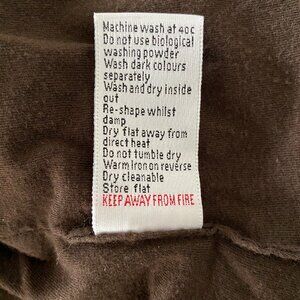 Machine wash at 40C
Do not use biological
washing powder
Wash dark colours
separately
Wash and dry inside
out
Re-shape whilst
damp
Dry flat away from
direct heat
Do not tumble dry
Warm Iron on reverse
Dry cleanable
Store flat
KEEP AWAY FROM FIRE